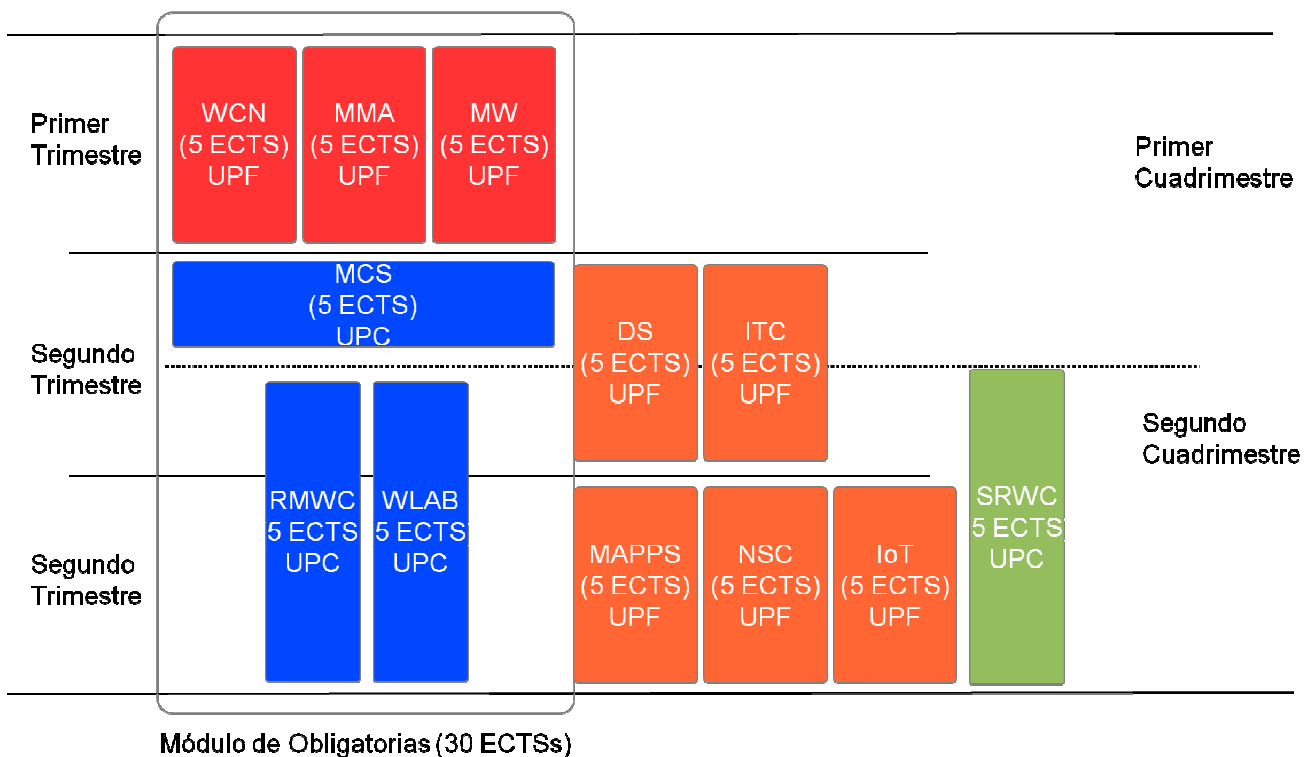 Primer
Trimestre
WCN
(5 ECTS)
UPF
MMA
(5 ECTS)
UPF
MW
(5 ECTS)
UPF
Primer
Cuadrimestre
MCS
(5 ECTS)
UPC
Segundo
Trimestre
DS
(5 ECTS)
UPF
ITC
(5 ECTS)
UPF
Segundo
Cuadrimestre
Segundo
Trimestre
RMWC
(5 ECTS
UPC
WLAB
5 ECTS)
UPC
MAPPS
(5 ECTS)
UPF
NSC
(5 ECTS)
UPF
IoT
(5 ECTS)
UPF
SRWC
5 ECTS)
UPC
Módulo de Obligatorias (30 ECTSs)